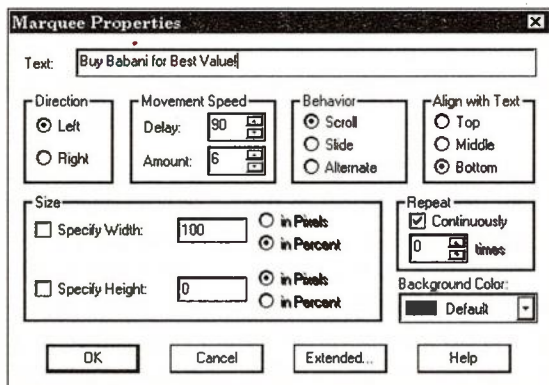 Marquee Properties
Text: Buy Babani for Best Value!
Direction
Left
Right
Movement Speed
Delay: 90
Amount: 6
Behavior
Scroll
Slide
Alternate
Align with Text
Top
Middle
Bottom
Size
Specify Width: 100
in Pixels
in Percent
Specify Height: 0
in Pixels
in Percent
Repeat
Continuously
0 times
Background Color:
Default
OK Cancel Extended... Help